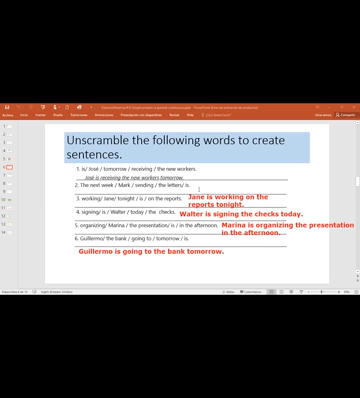 Unscramble the following words to create
sentences.
1. is/ José / tomorrow / receiving / the new workers.
José is receiving the new workers tomorrow.
2. The next week / Mark / sending / the letters/ is.
3. working/ Jane/ tonight / is / on the reports.
Jane is working on the
reports tonight.
4. signing/ is / Walter / today / the checks.
Walter is signing the checks today.
5. organizing/ Marina / the presentation/ is / in the afternoon.
Marina is organizing the presentation
in the afternoon.
6. Guillermo/ the bank / going to / tomorrow / is.
Guillermo is going to the bank tomorrow.